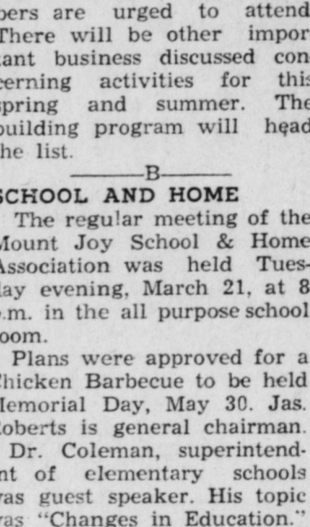 bers are urged to attend
There will be other impor
tant business discussed con
cerning activities for this
spring and summer. The
building program will head
the list.
B
SCHOOL AND HOME
The regular meeting of the
Mount Joy School & Home
Association was held Tues-
day evening, March 21, at 8
p.m. in the all purpose school
room.
Plans were approved for a
Chicken Barbecue to be held
Memorial Day, May 30. Jas.
Roberts is general chairman.
Dr. Coleman, superintend-
ent of elementary schools
was guest speaker. His topic
was "Changes in Education."